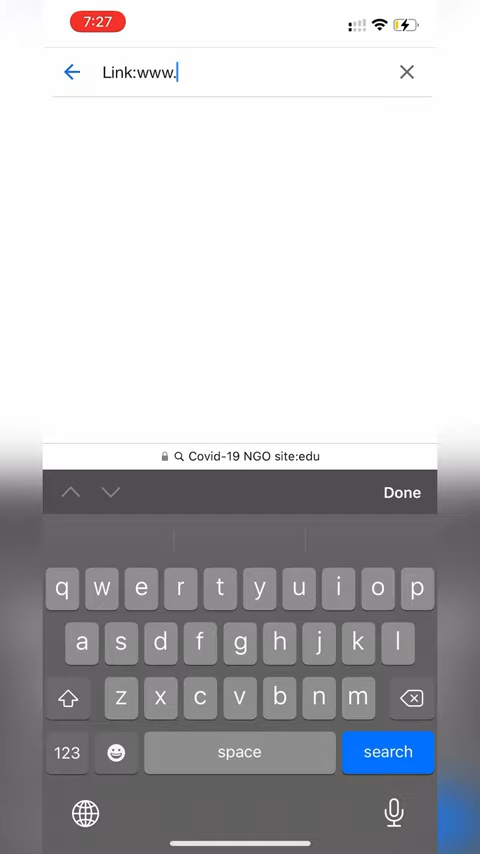 7:27
Link:www.
Covid-19 NGO site:edu
Done
q w e r t y u i o p
a s d f g h j k l
z x c v b n m
123 space search